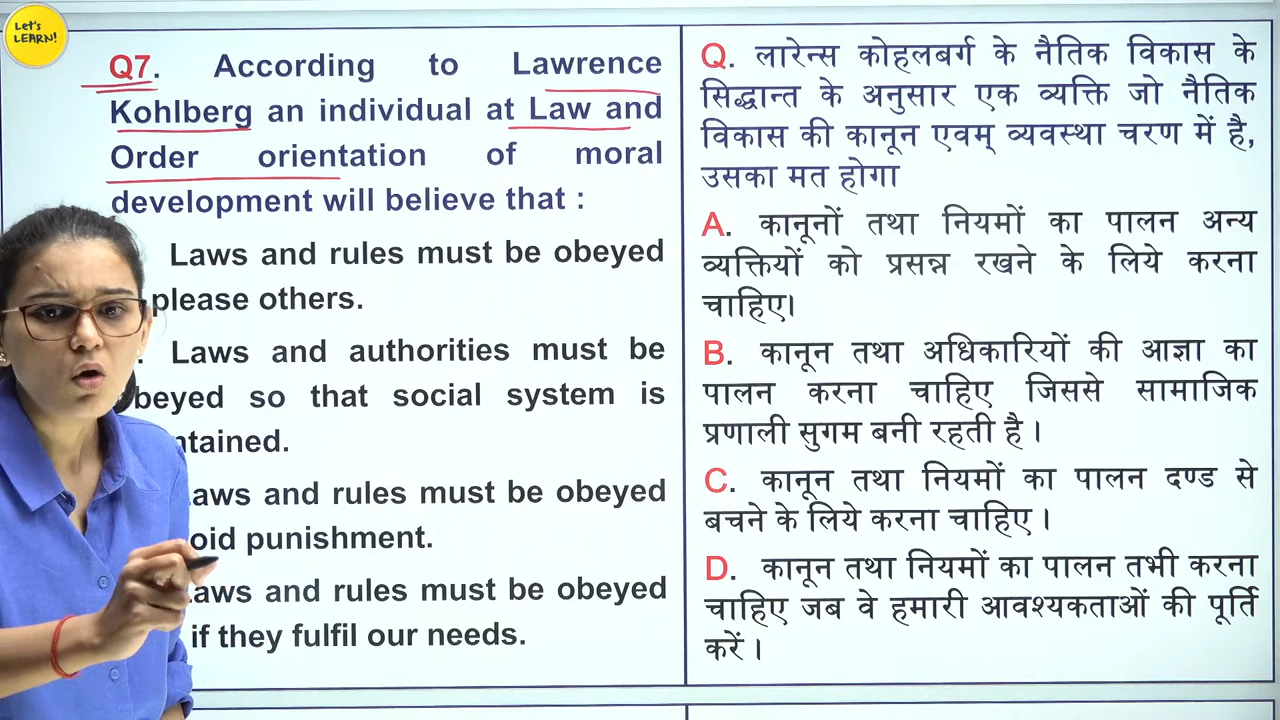 Let's
LEARN!
Q7. According to Lawrence
Kohlberg an individual at Law and
Order orientation of moral
development will believe that :
Laws and rules must be obeyed
please others.
Laws and authorities must be
beyed so that social system is
ntained.
aws and rules must be obeyed
oid punishment.
aws and rules must be obeyed
if they fulfil our needs.
Q. लारेन्स कोहलबर्ग के नैतिक विकास के
सिद्धान्त के अनुसार एक व्यक्ति जो नैतिक
विकास की कानून एवम् व्यवस्था चरण में है,
उसका मत होगा
A. कानूनों तथा नियमों का पालन अन्य
व्यक्तियों को प्रसन्न रखने के लिये करना
चाहिए।
B. कानून तथा अधिकारियों की आज्ञा का
पालन करना चाहिए जिससे सामाजिक
प्रणाली सुगम बनी रहती है।
C. कानून तथा नियमों का पालन दण्ड से
बचने के लिये करना चाहिए।
D. कानून तथा नियमों का पालन तभी करना
चाहिए जब वे हमारी आवश्यकताओं की पूर्ति
करें।